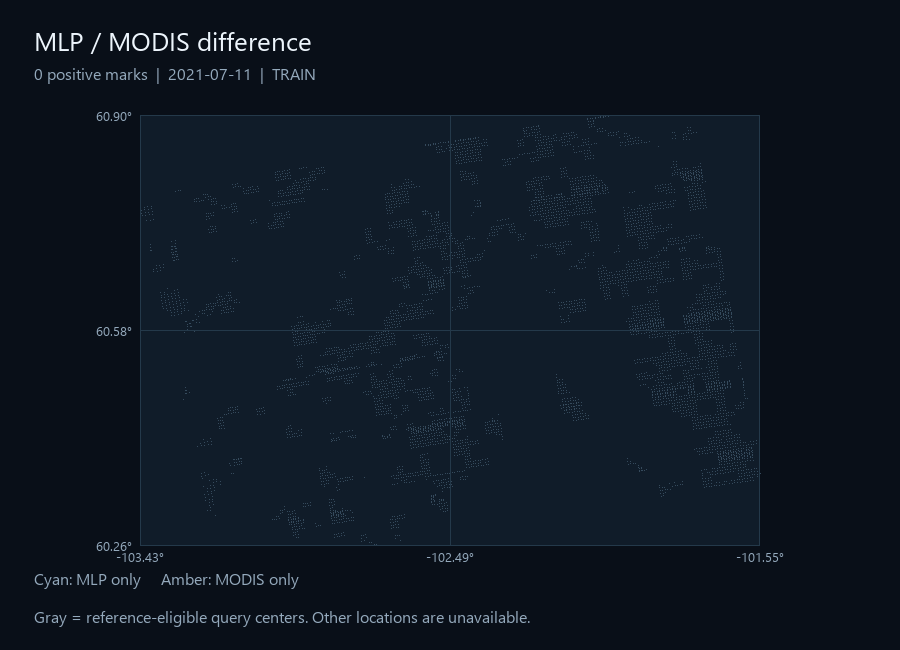 MLP / MODIS difference
0 positive marks | 2021-07-11 | TRAIN
60.90°
60.58°
60.26°
-103.43° -102.49° -101.55°
Cyan: MLP only Amber: MODIS only
Gray = reference-eligible query centers. Other locations are unavailable.